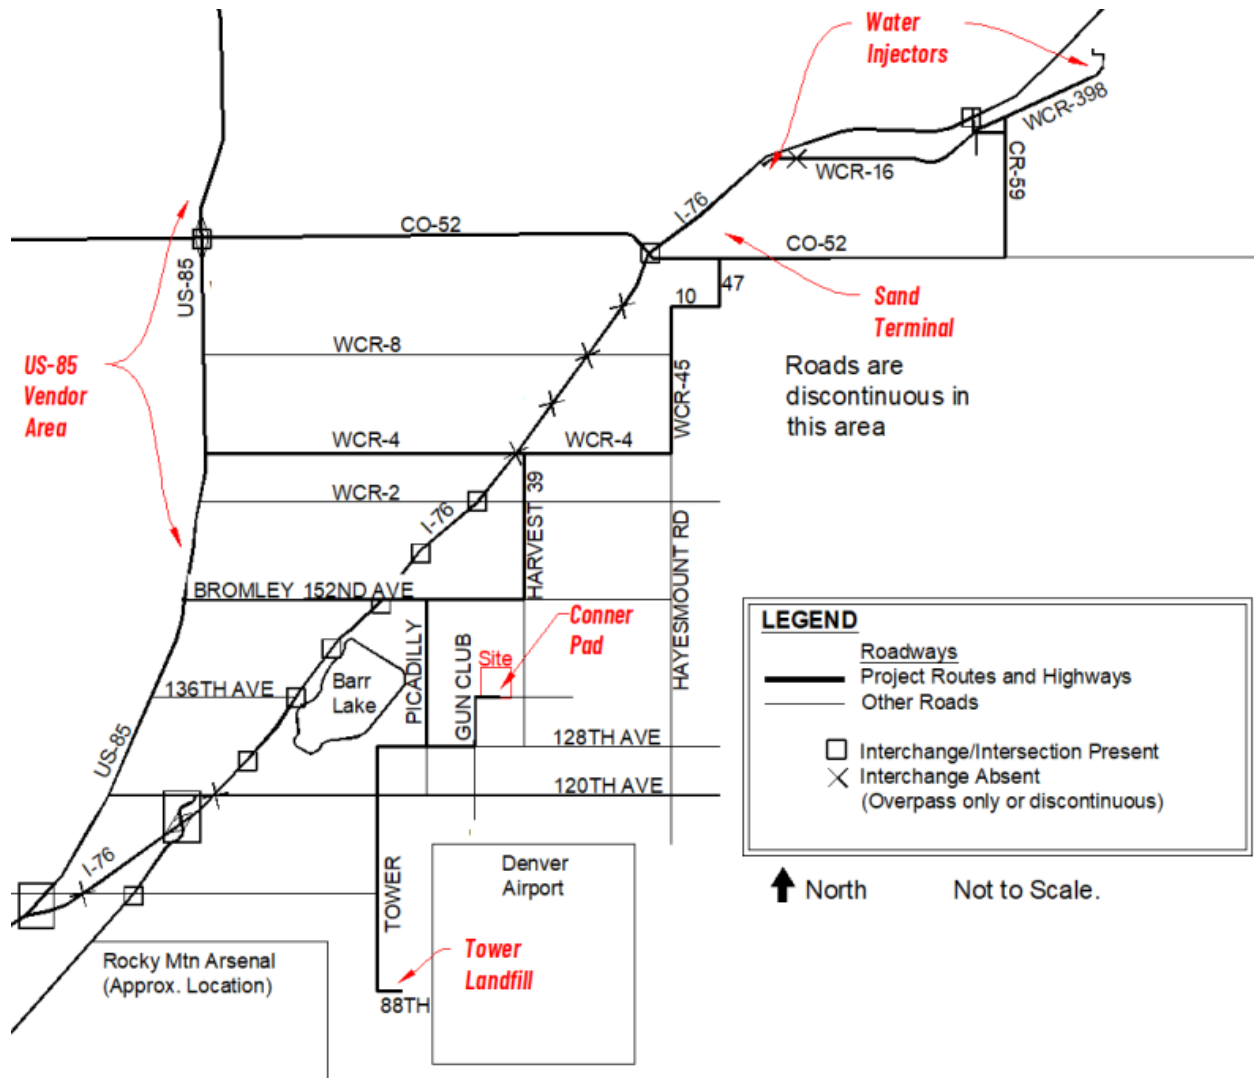 Water
Injectors
WCR-398
WCR-16
CR-59
I-76
CO-52
CO-52
US-85
47
10
Sand
Terminal
US-85
Vendor
Area
WCR-8
WCR-45
Roads are
discontinuous in
this area
WCR-4
WCR-4
WCR-2
I-76
HARVEST 39
HAYESMOUNT RD
BROMLEY 152ND AVE
Conner
Pad
PICADILLY
GUN CLUB
Site
Barr
Lake
136TH AVE
US-85
128TH AVE
120TH AVE
I-76
TOWER
Denver
Airport
Rocky Mtn Arsenal
(Approx. Location)
Tower
Landfill
88TH
LEGEND
Roadways
Project Routes and Highways
Other Roads
Interchange/Intersection Present
Interchange Absent
(Overpass only or discontinuous)
North
Not to Scale.